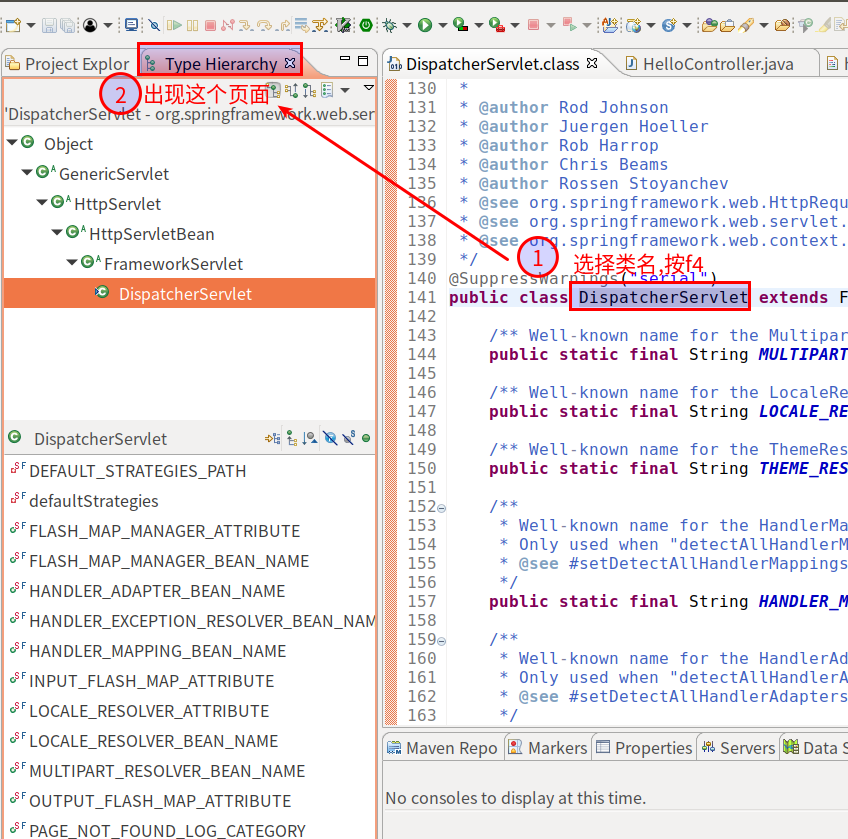 Project Explor
Type Hierarchy
2 出现这个页面
'DispatcherServlet - org.springframework.web.ser
Object
GenericServlet
HttpServlet
HttpServletBean
FrameworkServlet
DispatcherServlet
DispatcherServlet
DEFAULT_STRATEGIES_PATH
defaultStrategies
FLASH_MAP_MANAGER_ATTRIBUTE
FLASH_MAP_MANAGER_BEAN_NAME
HANDLER_ADAPTER_BEAN_NAME
HANDLER_EXCEPTION_RESOLVER_BEAN_NAM
HANDLER_MAPPING_BEAN_NAME
INPUT_FLASH_MAP_ATTRIBUTE
LOCALE_RESOLVER_ATTRIBUTE
LOCALE_RESOLVER_BEAN_NAME
MULTIPART_RESOLVER_BEAN_NAME
OUTPUT_FLASH_MAP_ATTRIBUTE
PAGE_NOT_FOUND_LOG_CATEGORY
DispatcherServlet.class
HelloController.java
h
130 *
131 * @author Rod Johnson
132 * @author Juergen Hoeller
133 * @author Rob Harrop
134 * @author Chris Beams
135 * @author Rossen Stoyanchev
136 * @see org.springframework.web.HttpRequ
137 * @see org.springframework.web.servlet.
138 * @see org.springframework.web.context.
139 */
1 选择类名,按f4
140 @SuppressWarnings("serial")
141 public class DispatcherServlet extends F
142
143 /** Well-known name for the Multipar
144 public static final String MULTIPART
145
146 /** Well-known name for the LocaleRe
147 public static final String LOCALE_RE
148
149 /** Well-known name for the ThemeRes
150 public static final String THEME_RES
151
152 /**
153 * Well-known name for the HandlerMa
154 * Only used when "detectAllHandlerM
155 * @see #setDetectAllHandlerMappings
156 */
157 public static final String HANDLER_M
158
159 /**
160 * Well-known name for the HandlerAd
161 * Only used when "detectAllHandlerA
162 * @see #setDetectAllHandlerAdapters
163 */
Maven Repo
Markers
Properties
Servers
Data S
No consoles to display at this time.